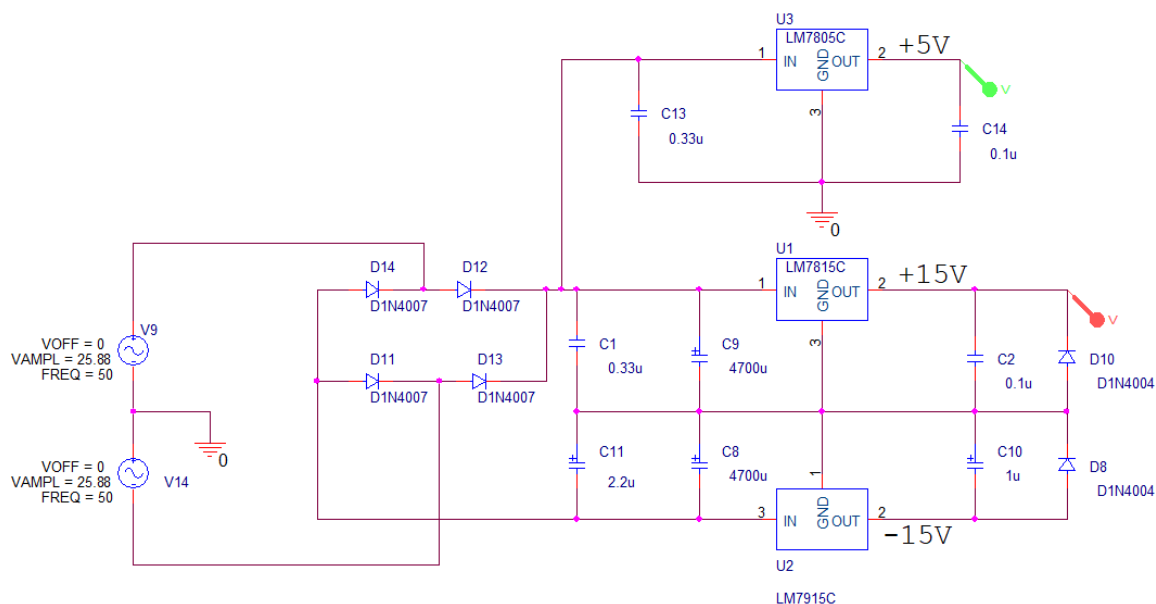 U3
LM7805C
1
IN
GND
OUT
2
+5V
V
3
C13
0.33u
C14
0.1u
0
U1
LM7815C
1
IN
GND
OUT
2
+15V
V
3
D14
D1N4007
D12
D1N4007
D11
D1N4007
D13
D1N4007
V9
VOFF = 0
VAMPL = 25.88
FREQ = 50
0
VOFF = 0
VAMPL = 25.88
FREQ = 50
V14
C1
0.33u
C9
4700u
C2
0.1u
D10
D1N4004
C11
2.2u
C8
4700u
C10
1u
D8
D1N4004
1
3
IN
GND
OUT
2
-15V
U2
LM7915C